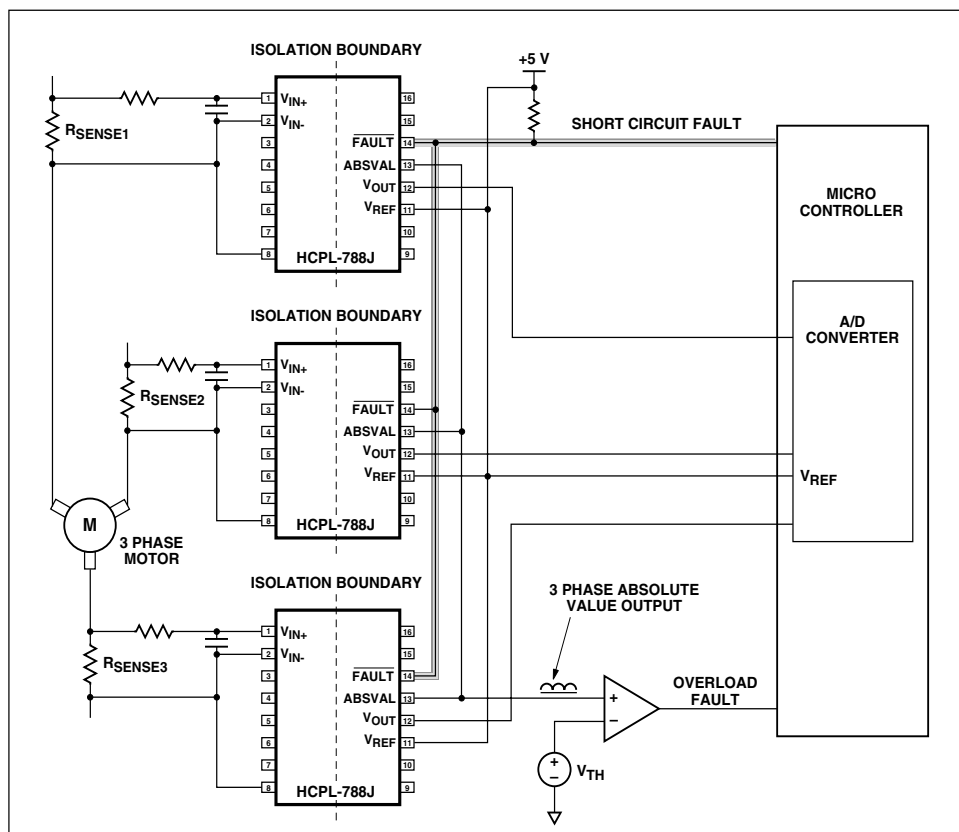 ISOLATION BOUNDARY
1 VIN+
2 VIN-
3
4
5
6
7
8
16
15
FAULT 14
ABSVAL 13
VOUT 12
VREF 11
10
9
HCPL-788J
RSENSE1
+5 V
SHORT CIRCUIT FAULT
MICRO
CONTROLLER
A/D
CONVERTER
VREF
ISOLATION BOUNDARY
1 VIN+
2 VIN-
3
4
5
6
7
8
16
15
FAULT 14
ABSVAL 13
VOUT 12
VREF 11
10
9
HCPL-788J
RSENSE2
M
3 PHASE
MOTOR
ISOLATION BOUNDARY
1 VIN+
2 VIN-
3
4
5
6
7
8
16
15
FAULT 14
ABSVAL 13
VOUT 12
VREF 11
10
9
HCPL-788J
RSENSE3
3 PHASE ABSOLUTE
VALUE OUTPUT
+
–
OVERLOAD
FAULT
+
–
VTH